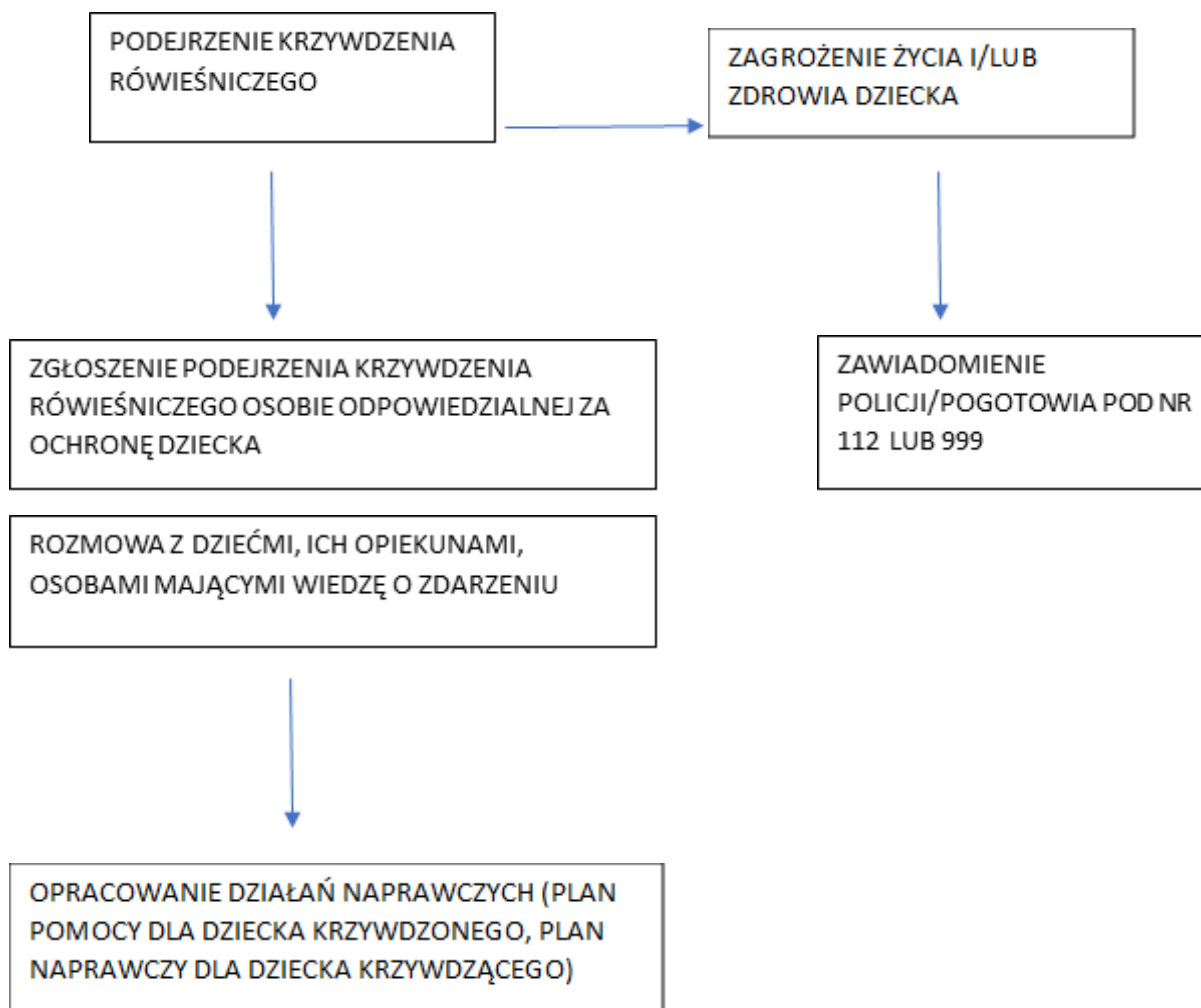 PODEJRZENIE KRZYWDZENIA
RÓWIEŚNICZEGO
ZAGROŻENIE ŻYCIA I/LUB
ZDROWIA DZIECKA
ZGŁOSZENIE PODEJRZENIA KRZYWDZENIA
RÓWIEŚNICZEGO OSOBIE ODPOWIEDZIALNEJ ZA
OCHRONĘ DZIECKA
ZAWIADOMIENIE
POLICJI/POGOTOWIA POD NR
112 LUB 999
ROZMOWA Z DZIEĆMI, ICH OPIEKUNAMI,
OSOBAMI MAJĄCYMI WIEDZĘ O ZDARZENIU
OPRACOWANIE DZIAŁAŃ NAPRAWCZYCH (PLAN
POMOCY DLA DZIECKA KRZYWDZONEGO, PLAN
NAPRAWCZY DLA DZIECKA KRZYWDZĄCEGO)